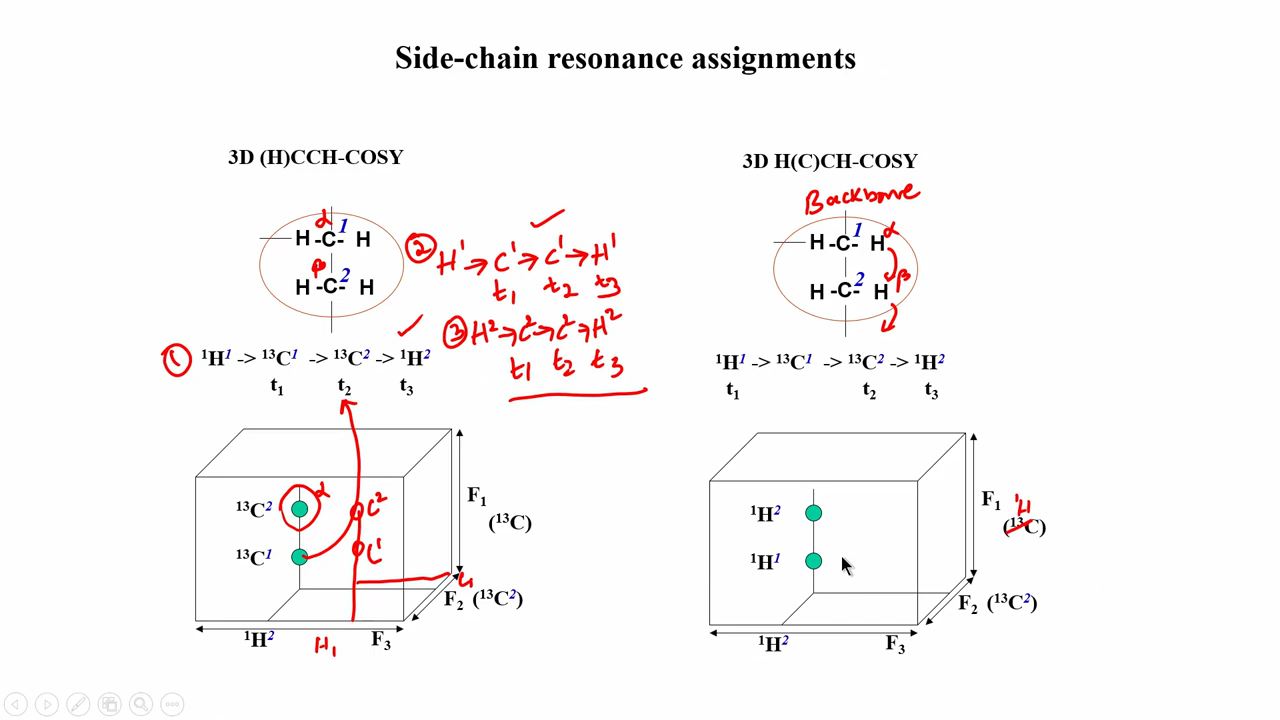 Side-chain resonance assignments
3D (H)CCH-COSY
α
H -C- H
1
β
H -C- H
2
② H¹ → C¹ → C¹ → H¹
t₁ t₂ t₃
③ H² → C² → C² → H²
t₁ t₂ t₃
① ¹H¹ -> ¹³C¹ -> ¹³C² -> ¹H²
t₁ t₂ t₃
α
¹³C²
C²
¹³C¹
C¹
F₁
(¹³C)
C₁
F₂ (¹³C²)
¹H²
H₁
F₃
3D H(C)CH-COSY
Backbone
1
H -C- H α
2
H -C- H β
¹H¹ -> ¹³C¹ -> ¹³C² -> ¹H²
t₁ t₂ t₃
¹H²
¹H¹
F₁
¹H
(¹³C)
F₂ (¹³C²)
¹H²
F₃